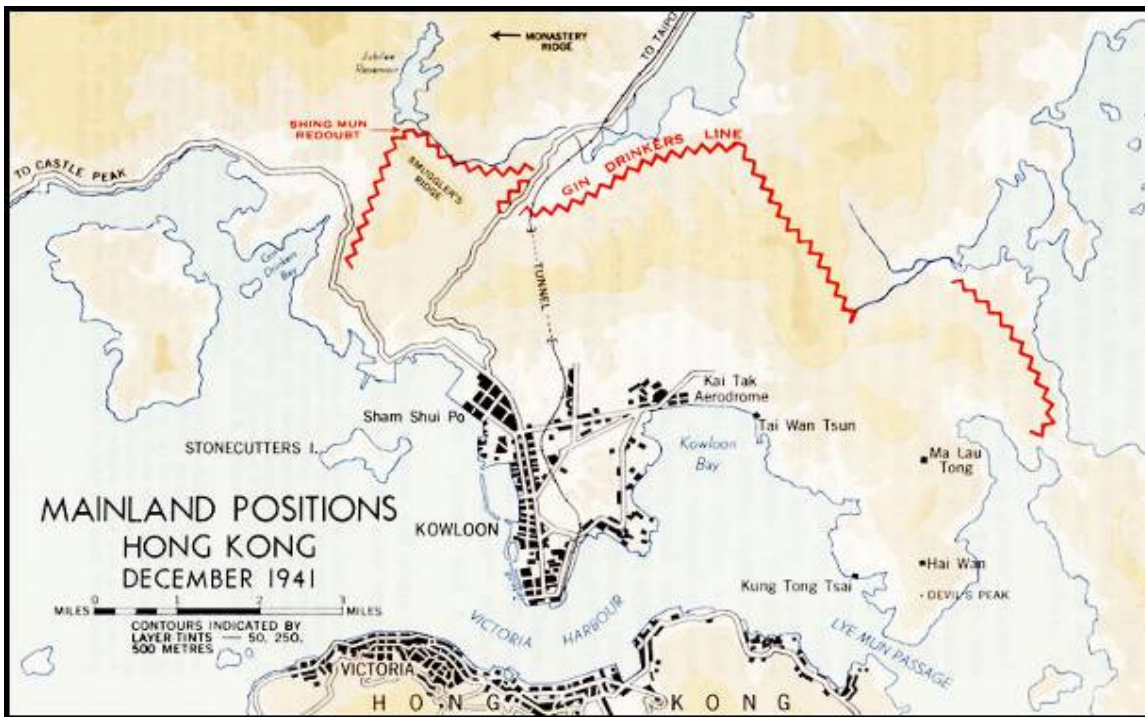 MONASTERY
RIDGE
TO TAIPO
Jubilee
Reservoir
SHING MUN
REDOUBT
GIN DRINKERS LINE
TO CASTLE PEAK
SMUGGLER'S
RIDGE
Gin
Drinkers
Bay
TUNNEL
Kai Tak
Aerodrome
Sham Shui Po
Tai Wan Tsun
STONECUTTERS I.
Kowloon
Bay
Ma Lau
Tong
MAINLAND POSITIONS
HONG KONG
DECEMBER 1941
KOWLOON
Hai Wan
Kung Tong Tsai
DEVIL'S PEAK
MILES 0 1 2 3 MILES
CONTOURS INDICATED BY
LAYER TINTS — 50, 250,
500 METRES
VICTORIA HARBOUR
LYE MUN PASSAGE
VICTORIA
HONG KONG